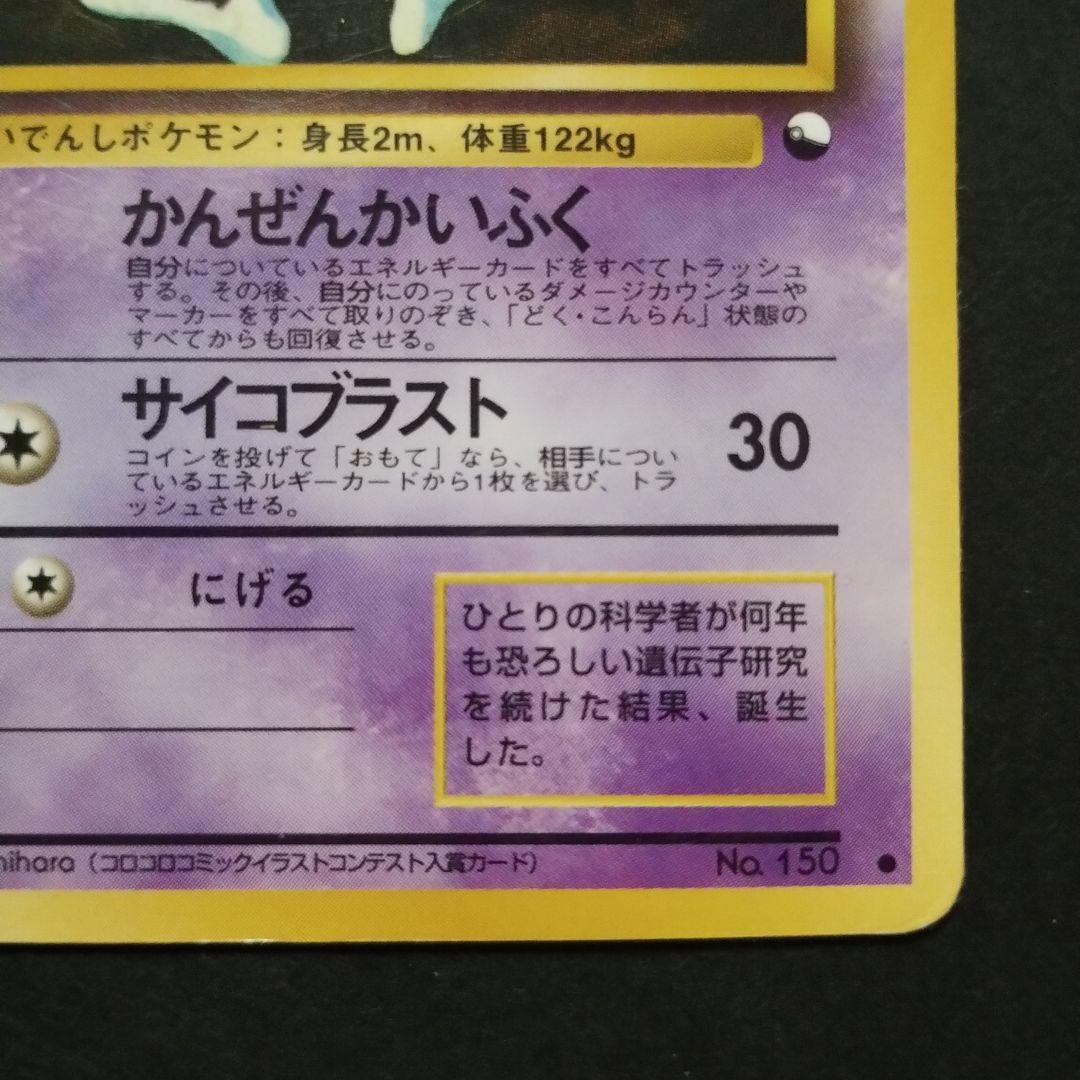 いでんしポケモン：身長2m、体重122kg
かんぜんかいふく
自分についているエネルギーカードをすべてトラッシュ
する。その後、自分にのっているダメージカウンターや
マーカーをすべて取りのぞき、「どく・こんらん」状態の
すべてからも回復させる。
サイコブラスト
30
コインを投げて「おもて」なら、相手につい
ているエネルギーカードから1枚を選び、トラ
ッシュさせる。
にげる
ひとりの科学者が何年
も恐ろしい遺伝子研究
を続けた結果、誕生
した。
hihara（コロコロコミックイラストコンテスト入賞カード）
No. 150